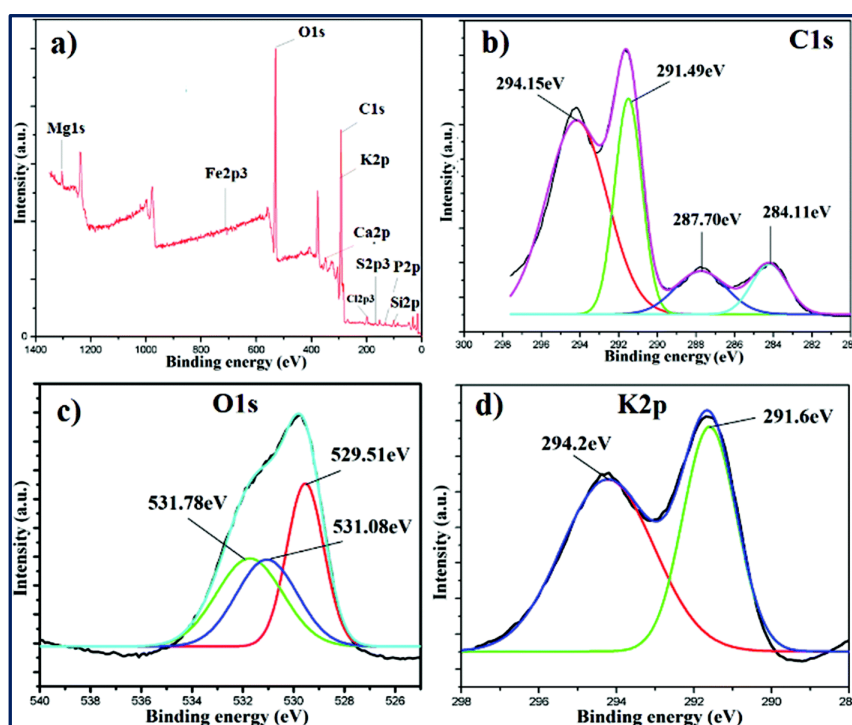 a)
O1s
C1s
K2p
Mg1s
Fe2p3
Ca2p
S2p3
P2p
Cl2p3
Si2p
Intensity (a.u.)
0
1400
1000
800
600
400
200
0
Binding energy (eV)
b)
C1s
294.15eV
291.49eV
287.70eV
284.11eV
Intensity (a.u.)
300
298
296
294
292
290
288
286
284
282
Binding energy (eV)
c)
O1s
529.51eV
531.78eV
531.08eV
Intensity (a.u.)
540
538
536
534
532
530
528
526
Binding energy (eV)
d)
K2p
294.2eV
291.6eV
Intensity (a.u.)
298
296
294
292
290
Binding energy (eV)